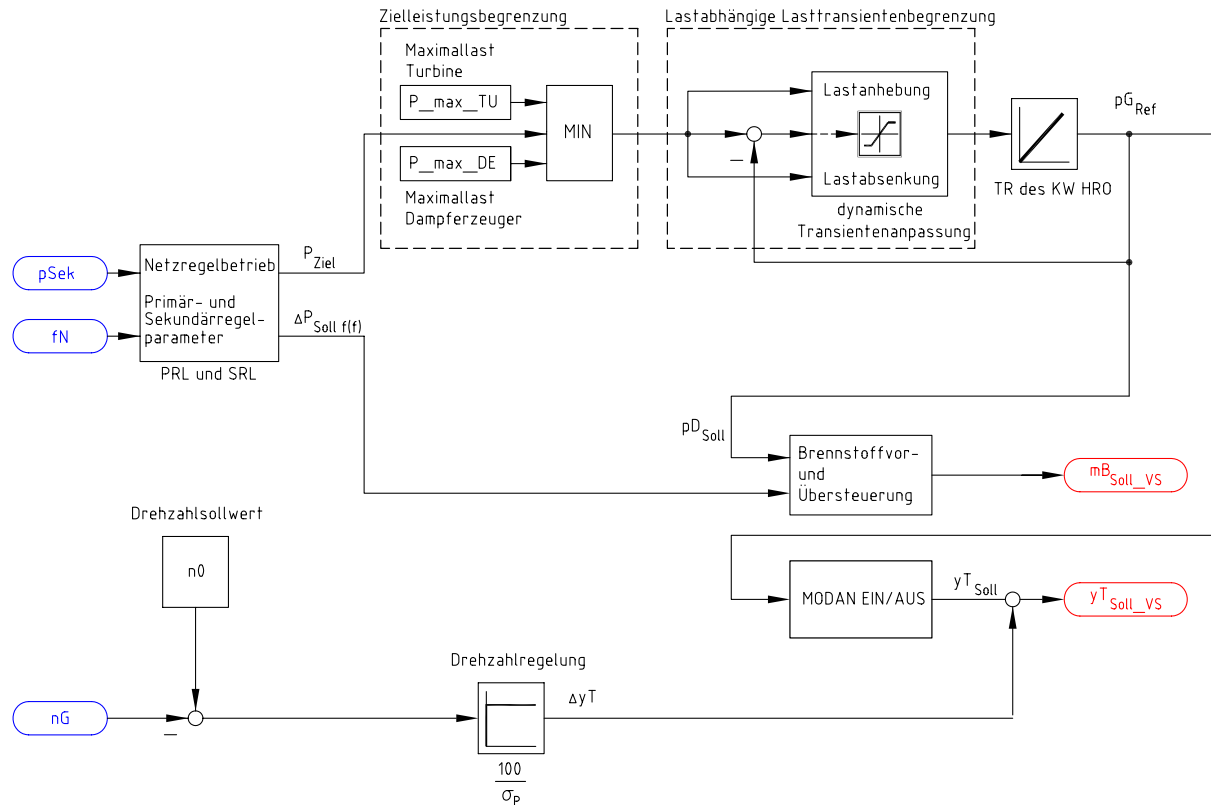 Zielleistungsbegrenzung
Maximallast
Turbine
P_max_TU
MIN
P_max_DE
Maximallast
Dampferzeuger
Lastabhängige Lasttransientenbegrenzung
Lastanhebung
–
Lastabsenkung
dynamische
Transientenanpassung
TR des KW HRO
pG Ref
pSek
fN
Netzregelbetrieb
Primär- und
Sekundärregel-
parameter
PRL und SRL
P Ziel
ΔP Soll f(f)
pD Soll
Brennstoffvor-
und
Übersteuerung
mB Soll_VS
Drehzahlsollwert
n0
MODAN EIN/AUS
yT Soll
yT Soll_VS
nG
–
Drehzahlregelung
ΔyT
100
σP